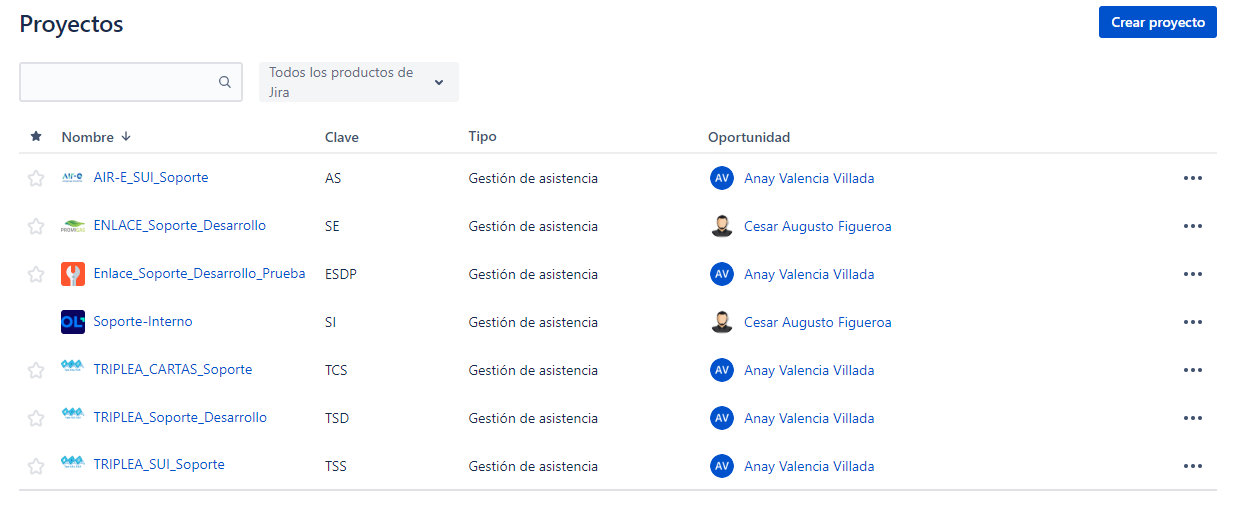 Proyectos
Crear proyecto
Todos los productos de
Jira
Nombre ↓ Clave Tipo Oportunidad
AIR-E_SUI_Soporte AS Gestión de asistencia AV Anay Valencia Villada
ENLACE_Soporte_Desarrollo SE Gestión de asistencia Cesar Augusto Figueroa
Enlace_Soporte_Desarrollo_Prueba ESDP Gestión de asistencia AV Anay Valencia Villada
OL Soporte-Interno SI Gestión de asistencia Cesar Augusto Figueroa
TRIPLEA_CARTAS_Soporte TCS Gestión de asistencia AV Anay Valencia Villada
TRIPLEA_Soporte_Desarrollo TSD Gestión de asistencia AV Anay Valencia Villada
TRIPLEA_SUI_Soporte TSS Gestión de asistencia AV Anay Valencia Villada